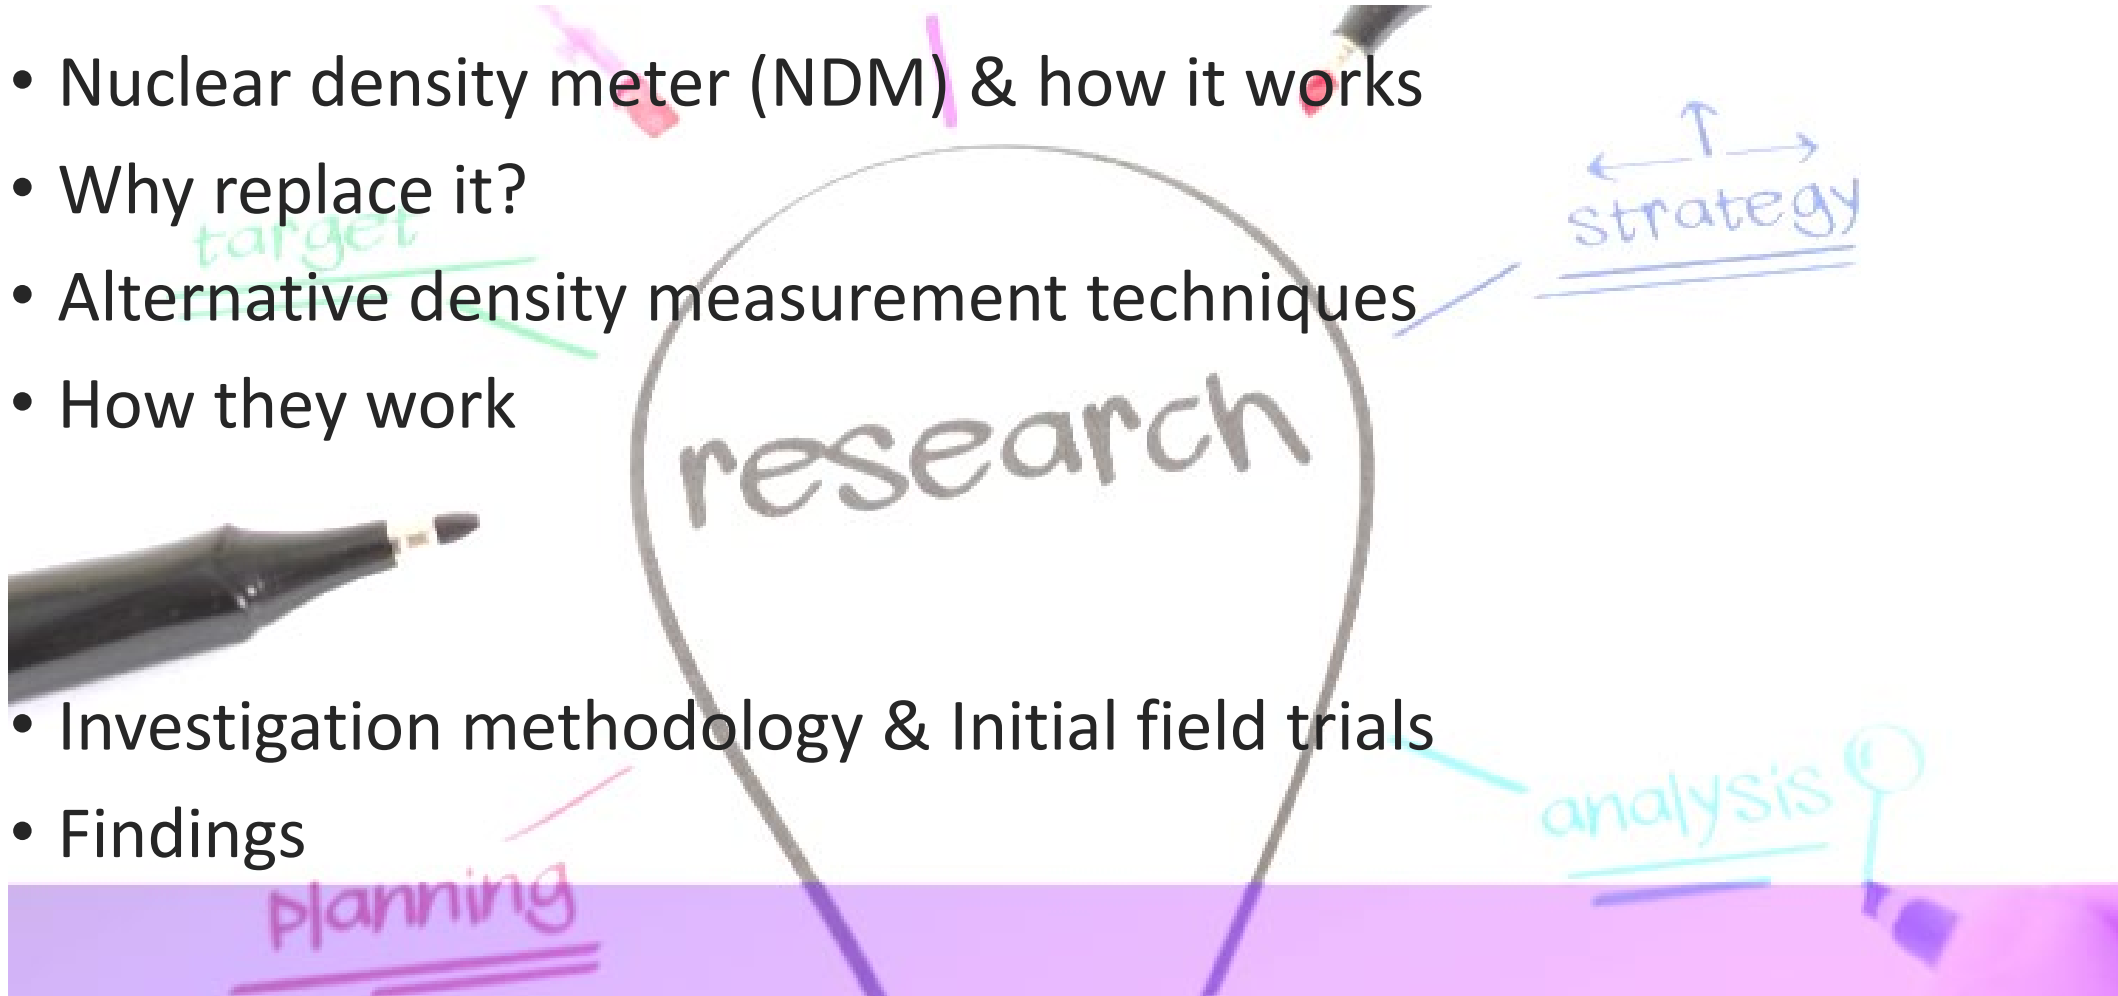 • Nuclear density meter (NDM) & how it works
• Why replace it?
target
strategy
• Alternative density measurement techniques
• How they work
research
• Investigation methodology & Initial field trials
analysis
• Findings
planning